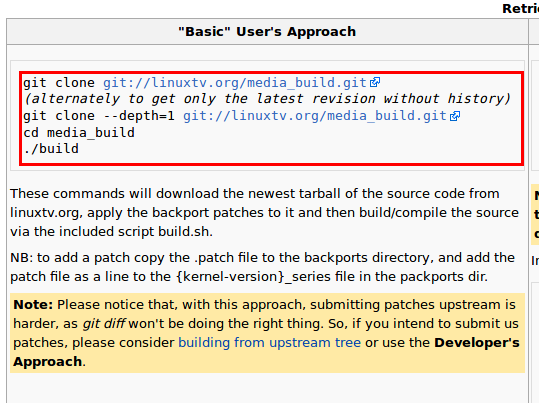 Retri
"Basic" User's Approach
git clone git://linuxtv.org/media_build.git
(alternately to get only the latest revision without history)
git clone --depth=1 git://linuxtv.org/media_build.git
cd media_build
./build
These commands will download the newest tarball of the source code from
linuxtv.org, apply the backport patches to it and then build/compile the source
via the included script build.sh.
NB: to add a patch copy the .patch file to the backports directory, and add the
patch file as a line to the {kernel-version}_series file in the packports dir.
Note: Please notice that, with this approach, submitting patches upstream is
harder, as git diff won't be doing the right thing. So, if you intend to submit us
patches, please consider building from upstream tree or use the Developer's
Approach.